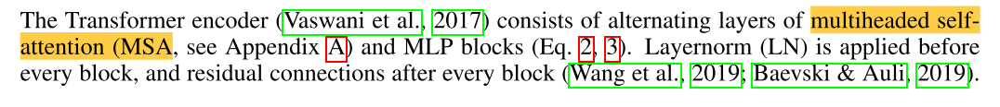 The Transformer encoder (Vaswani et al., 2017) consists of alternating layers of multiheaded self-
attention (MSA, see Appendix A) and MLP blocks (Eq. 2, 3). Layernorm (LN) is applied before
every block, and residual connections after every block (Wang et al., 2019; Baevski & Auli, 2019).